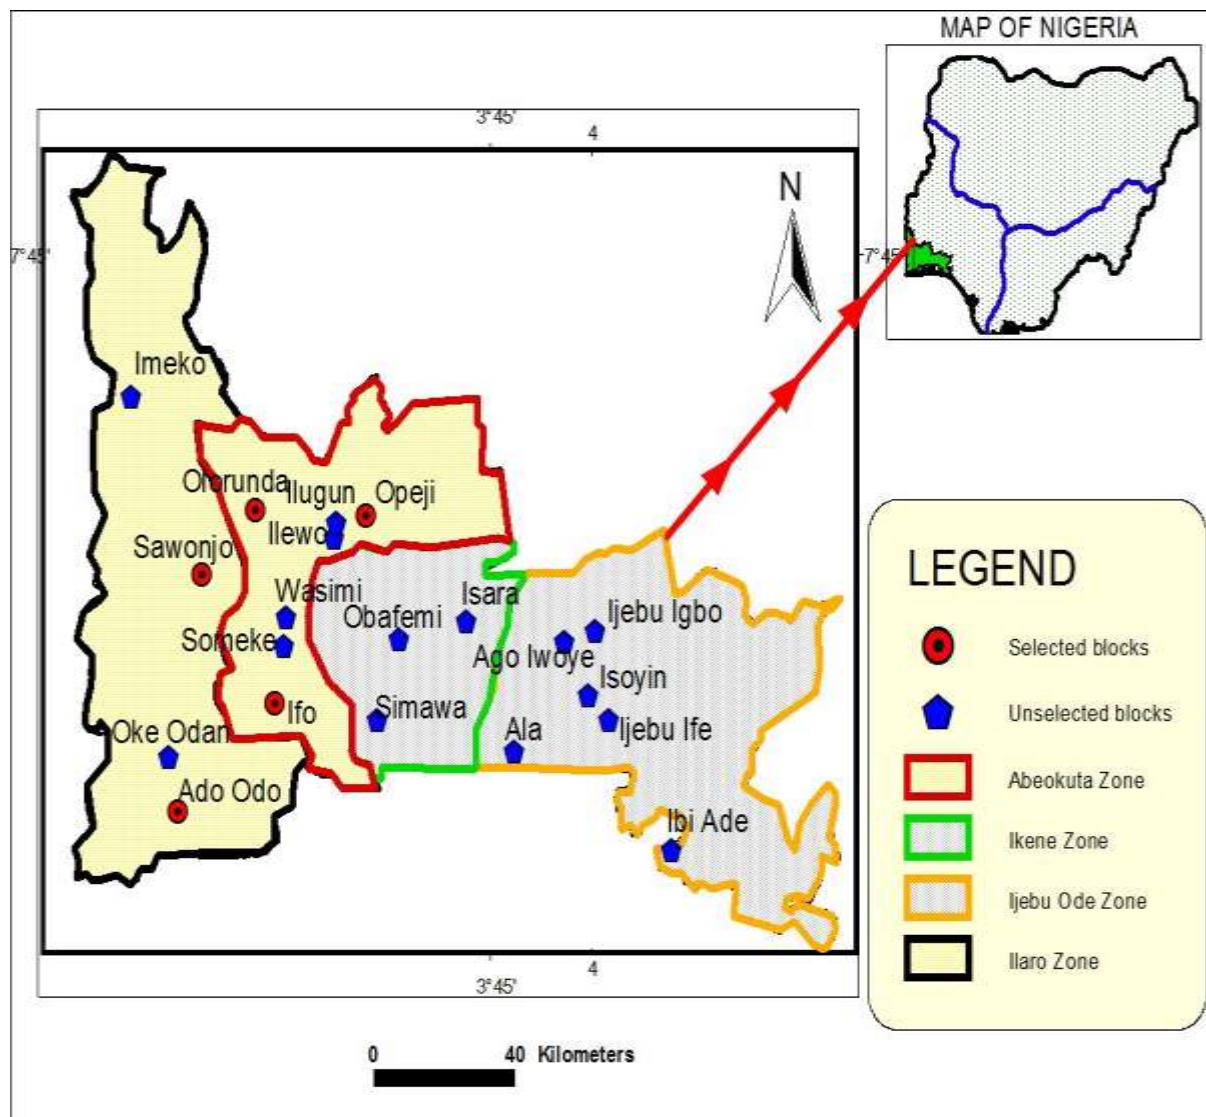 MAP OF NIGERIA
3°45'
4
N
7°45'
7°45'
Imeko
Ororunda
Ilugun
Opeji
Ilewo
Sawonjo
Wasimi
Isara
Obafemi
Ijebu Igbo
Someke
Ago Iwoye
Isoyin
Ifo
Simawa
Oke Odan
Ala
Ijebu Ife
Ado Odo
Ibi Ade
3°45'
4
0 40 Kilometers
LEGEND
Selected blocks
Unselected blocks
Abeokuta Zone
Ikene Zone
Ijebu Ode Zone
Ilaro Zone